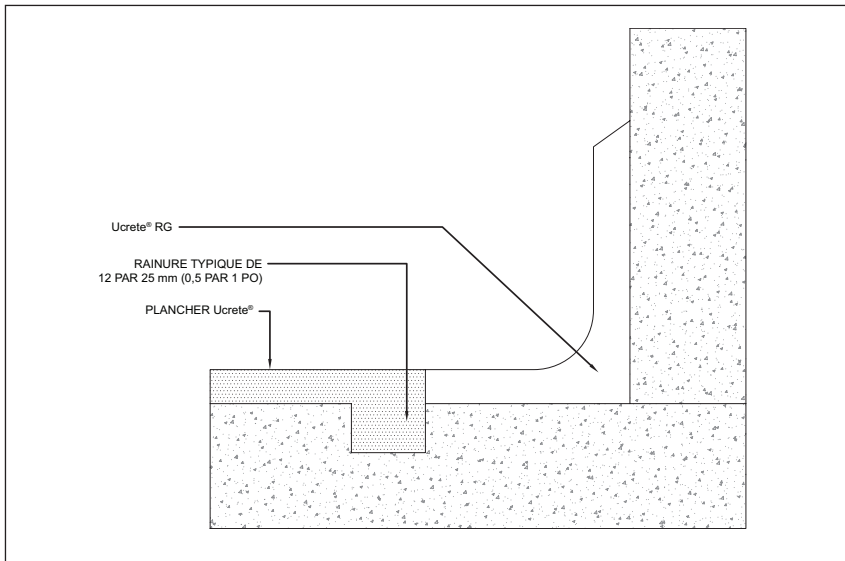 Ucrete® RG
RAINURE TYPIQUE DE
12 PAR 25 mm (0,5 PAR 1 PO)
PLANCHER Ucrete®